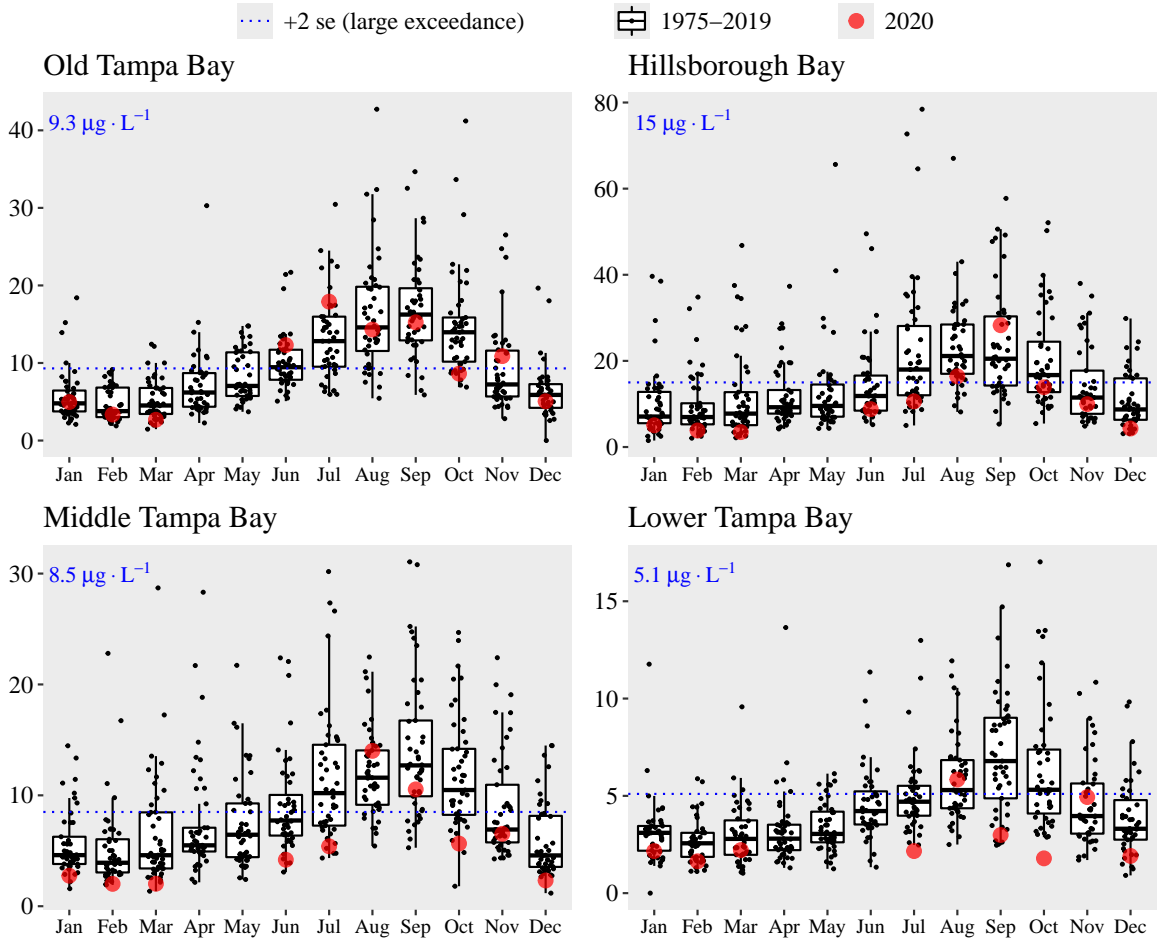 +2 se (large exceedance) 1975−2019 2020
Old Tampa Bay
9.3 μg · L⁻¹
40
30
20
10
0
Jan Feb Mar Apr May Jun Jul Aug Sep Oct Nov Dec
Hillsborough Bay
15 μg · L⁻¹
80
60
40
20
0
Jan Feb Mar Apr May Jun Jul Aug Sep Oct Nov Dec
Middle Tampa Bay
8.5 μg · L⁻¹
30
20
10
0
Jan Feb Mar Apr May Jun Jul Aug Sep Oct Nov Dec
Lower Tampa Bay
5.1 μg · L⁻¹
15
10
5
0
Jan Feb Mar Apr May Jun Jul Aug Sep Oct Nov Dec